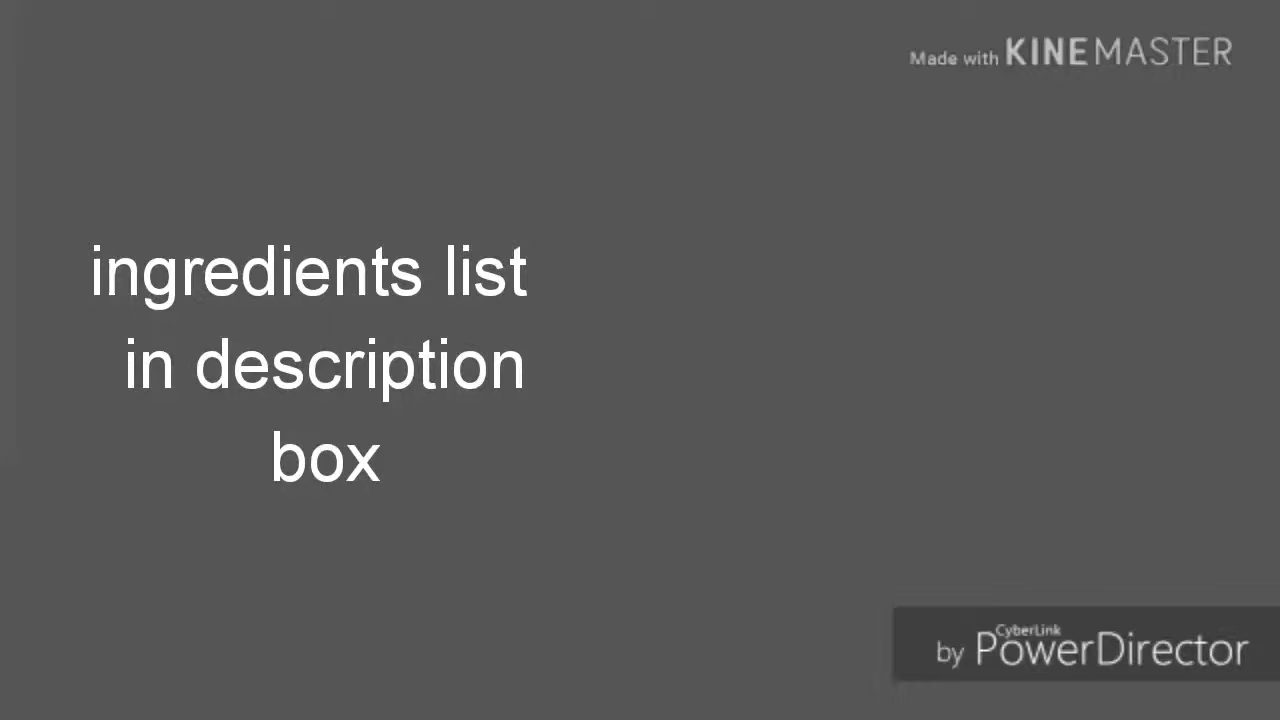 Made with KINEMASTER
ingredients list
in description
box
CyberLink
by PowerDirector